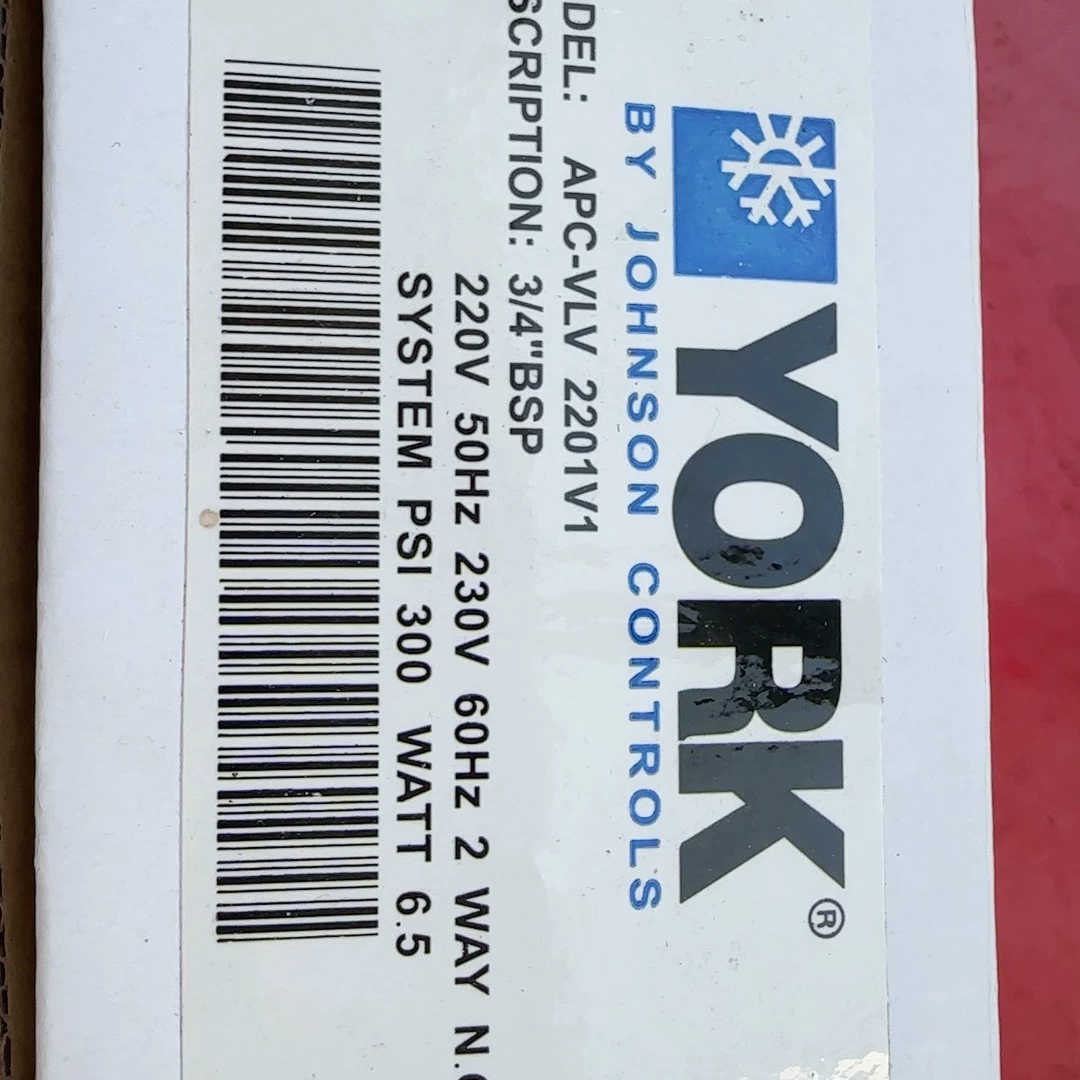 YORK®
BY JOHNSON CONTROLS
DEL: APC-VLV 2201V1
SCRIPTION: 3/4"BSP
220V 50Hz 230V 60Hz 2 WAY N.
SYSTEM PSI 300 WATT 6.5